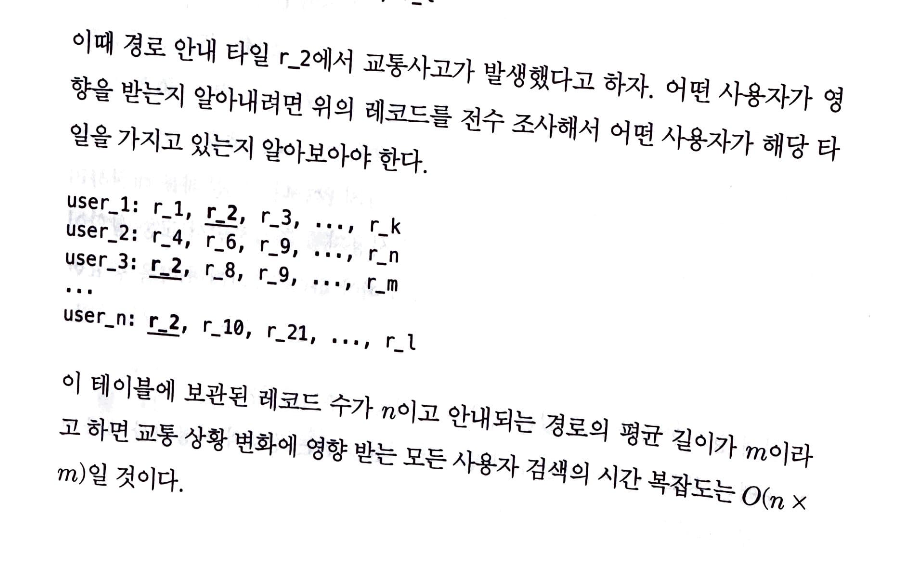 이때 경로 안내 타일 r_2에서 교통사고가 발생했다고 하자. 어떤 사용자가 영
향을 받는지 알아내려면 위의 레코드를 전수 조사해서 어떤 사용자가 해당 타
일을 가지고 있는지 알아보아야 한다.
user_1: r_1, r_2, r_3, ..., r_k
user_2: r_4, r_6, r_9, ..., r_n
user_3: r_2, r_8, r_9, ..., r_m
...
user_n: r_2, r_10, r_21, ..., r_l
이 테이블에 보관된 레코드 수가 n이고 안내되는 경로의 평균 길이가 m이라
고 하면 교통 상황 변화에 영향 받는 모든 사용자 검색의 시간 복잡도는 O(n ×
m)일 것이다.